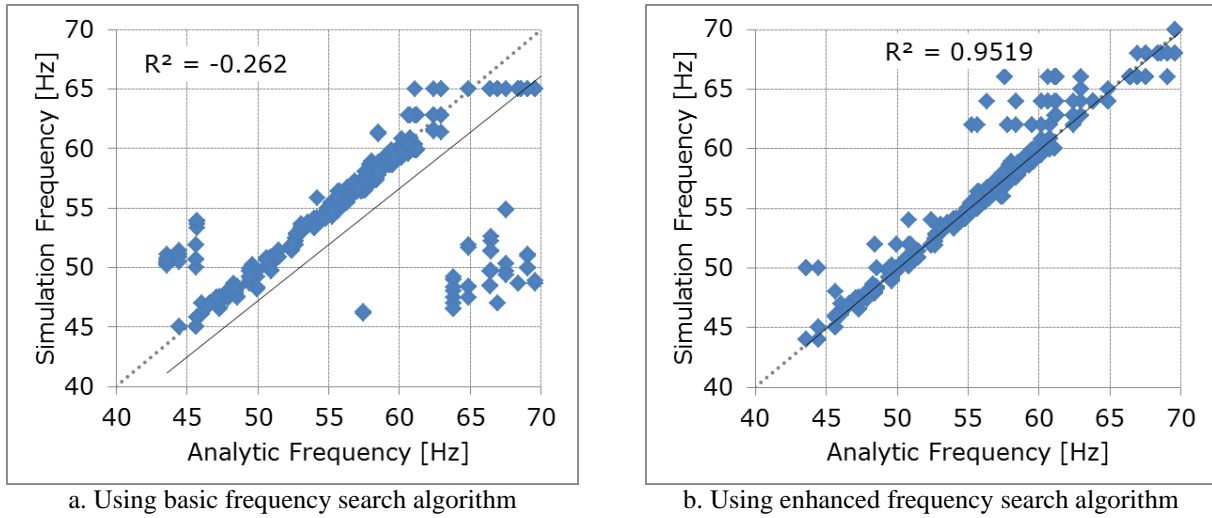 R² = -0.262
Simulation Frequency [Hz]
70
65
60
55
50
45
40
40 45 50 55 60 65 70
Analytic Frequency [Hz]
a. Using basic frequency search algorithm
R² = 0.9519
Simulation Frequency [Hz]
70
65
60
55
50
45
40
40 45 50 55 60 65 70
Analytic Frequency [Hz]
b. Using enhanced frequency search algorithm